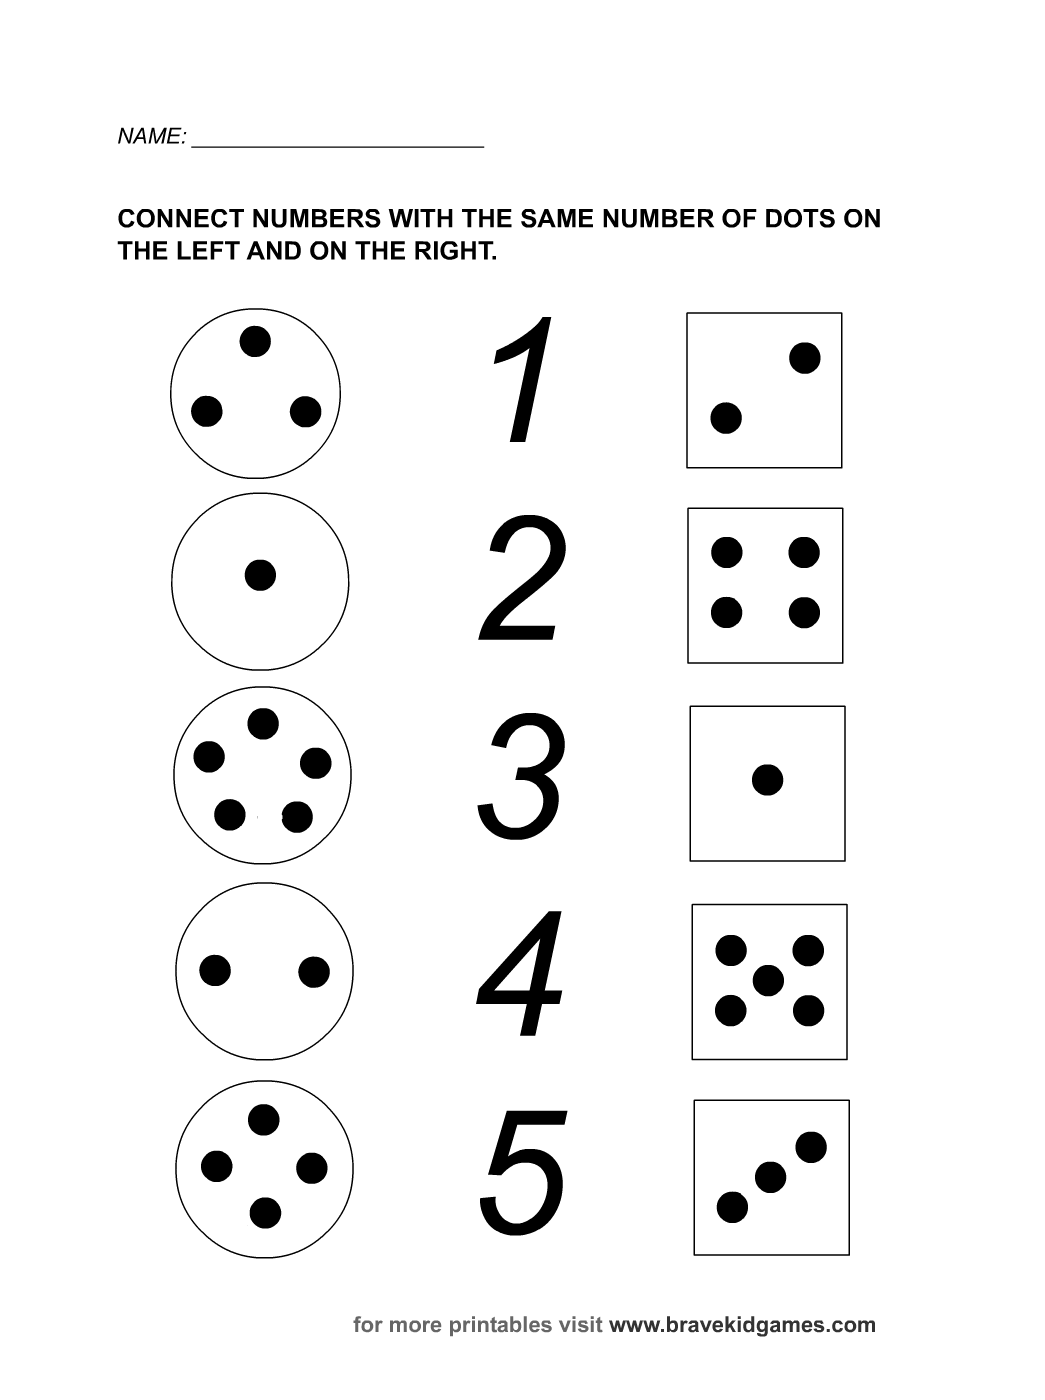 NAME:
CONNECT NUMBERS WITH THE SAME NUMBER OF DOTS ON
THE LEFT AND ON THE RIGHT.
1
2
3
4
5
for more printables visit www.bravekidgames.com